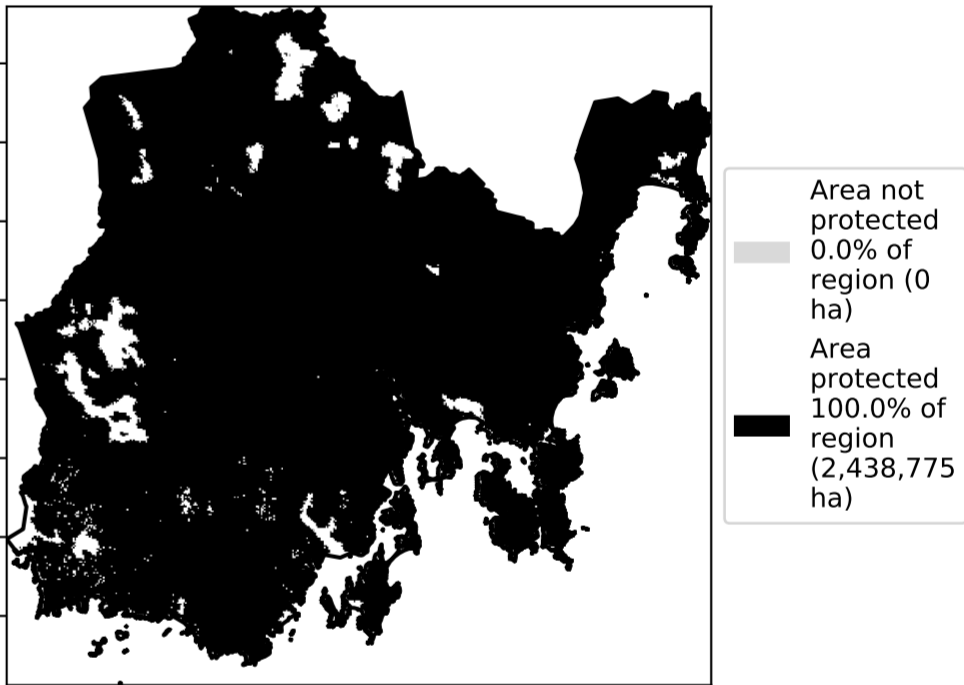 Area not
protected
0.0% of
region (0
ha)
Area
protected
100.0% of
region
(2,438,775
ha)